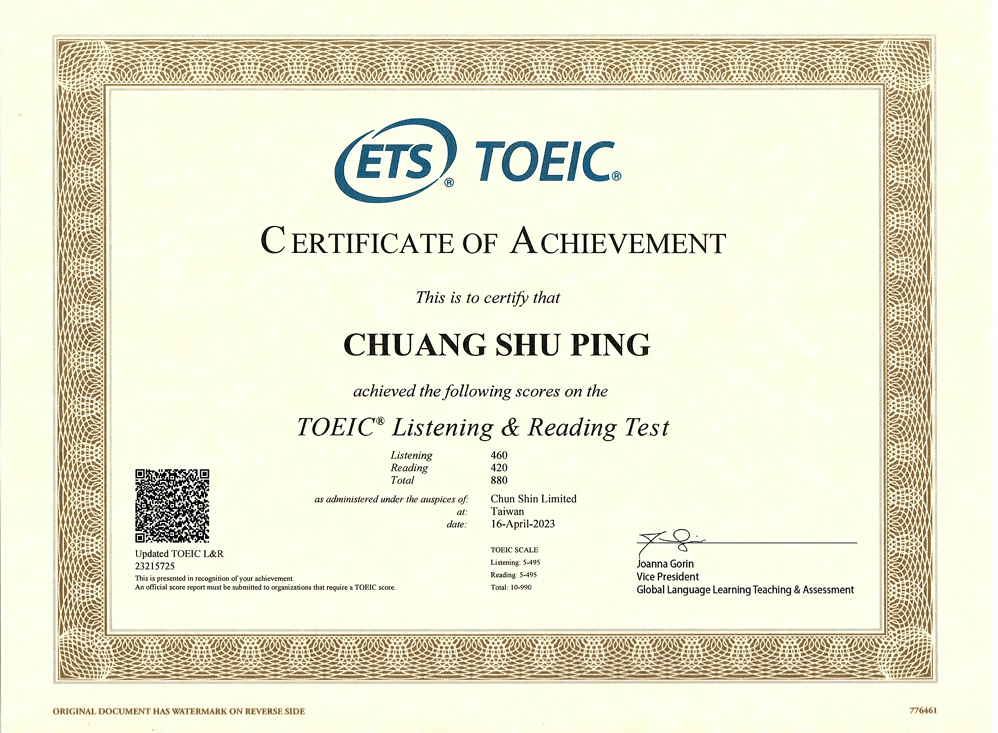 ETS® TOEIC®
CERTIFICATE OF ACHIEVEMENT
This is to certify that
CHUANG SHU PING
achieved the following scores on the
TOEIC® Listening & Reading Test
Listening 460
Reading 420
Total 880
as administered under the auspices of: Chun Shin Limited
at: Taiwan
date: 16-April-2023
Updated TOEIC L&R
23215725
This is presented in recognition of your achievement.
An official score report must be submitted to organizations that require a TOEIC score.
TOEIC SCALE
Listening: 5-495
Reading: 5-495
Total: 10-990
Joanna Gorin
Vice President
Global Language Learning Teaching & Assessment
ORIGINAL DOCUMENT HAS WATERMARK ON REVERSE SIDE
776461